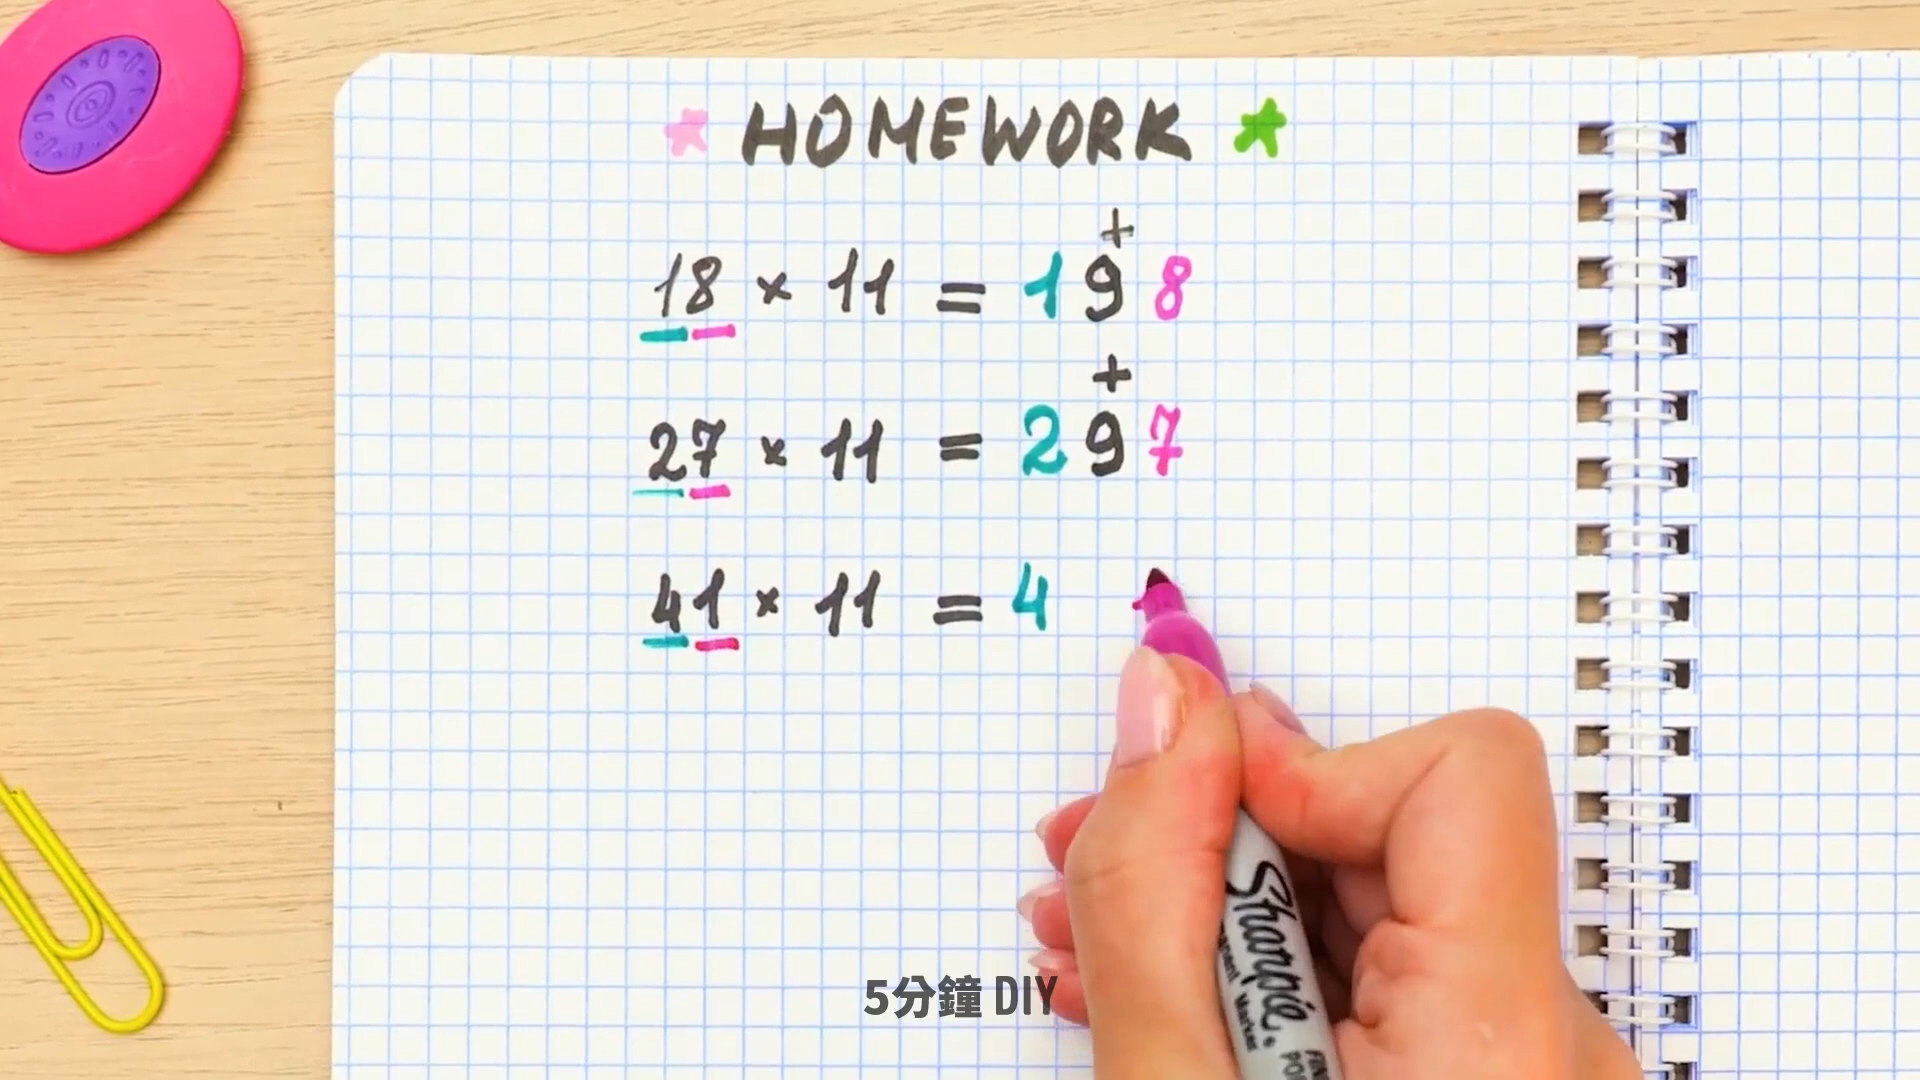 HOMEWORK
+
18 × 11 = 198
+
27 × 11 = 297
41 × 11 = 4
Sharpie.
5分鐘 DIY